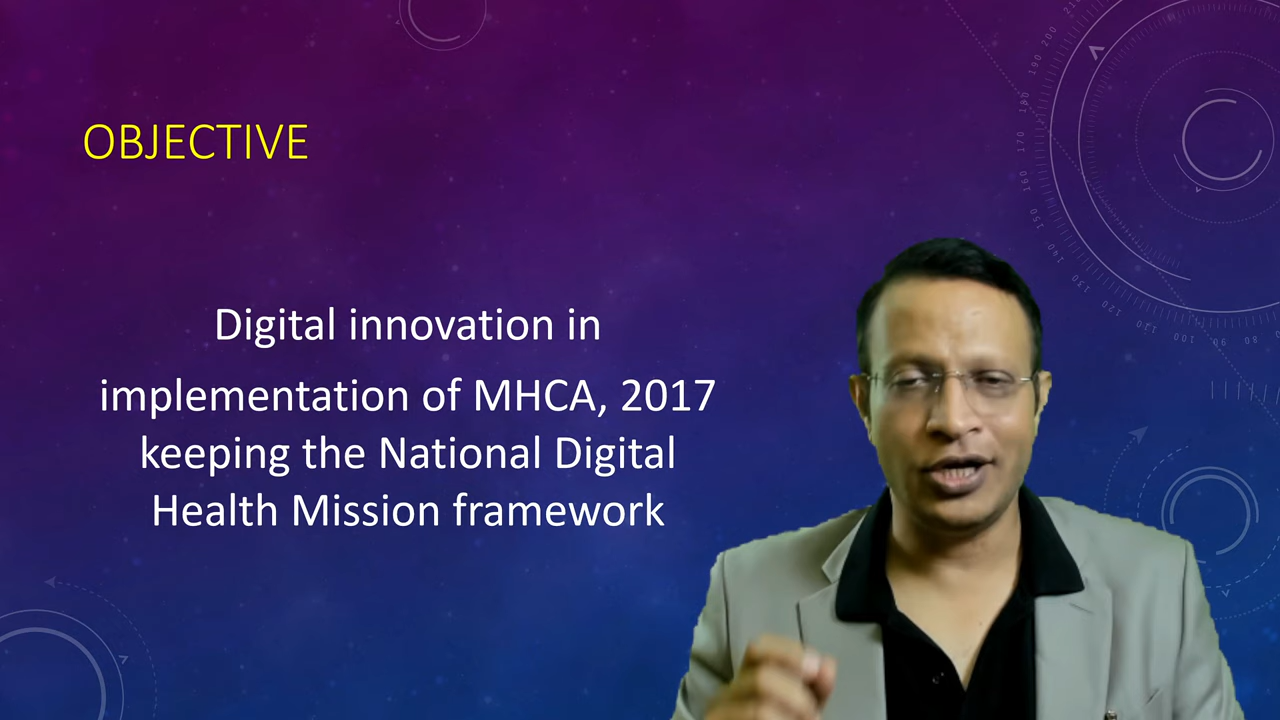 OBJECTIVE
Digital innovation in
implementation of MHCA, 2017
keeping the National Digital
Health Mission framework